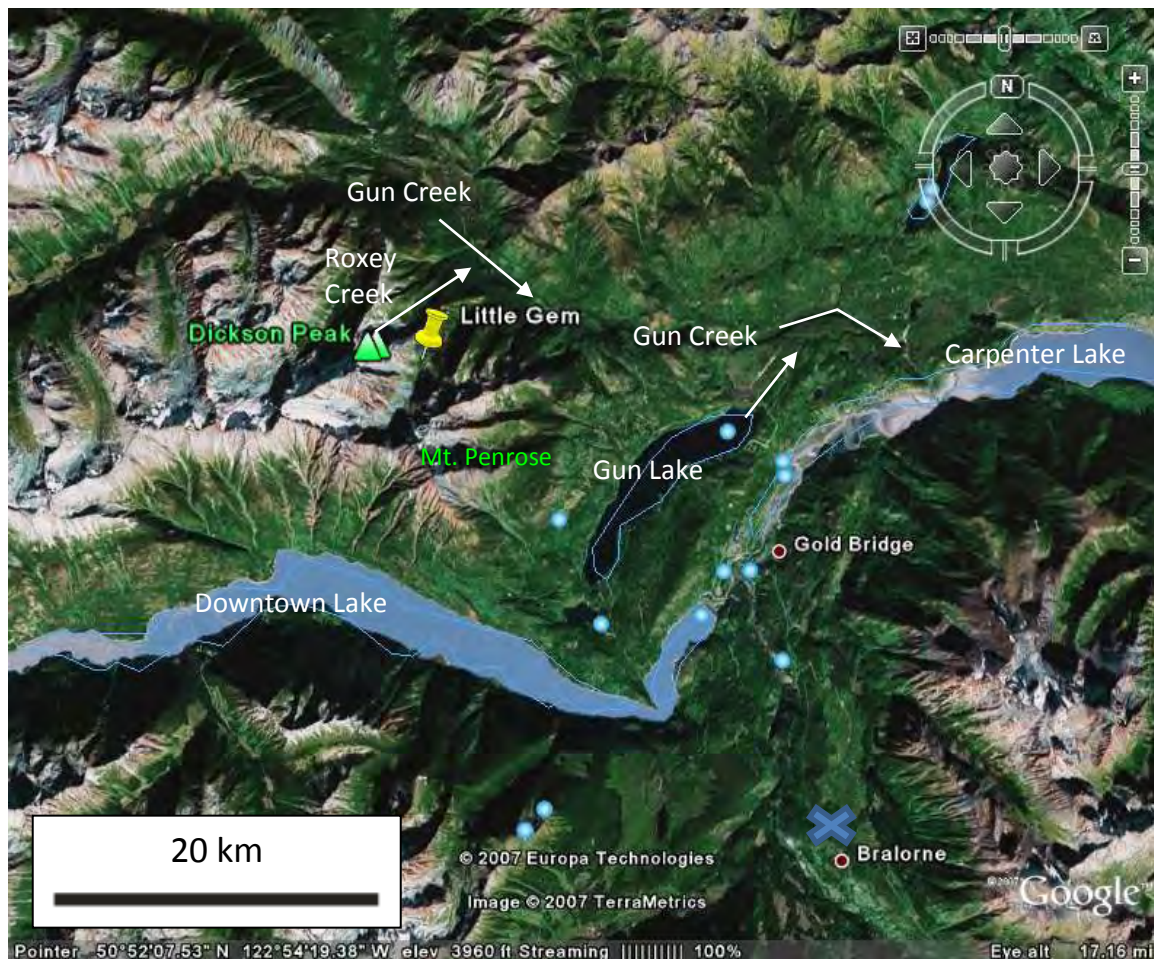 N
Gun Creek
Roxey
Creek
Dickson Peak
Little Gem
Gun Creek
Carpenter Lake
Mt. Penrose
Gun Lake
Gold Bridge
Downtown Lake
20 km
Bralorne
© 2007 Europa Technologies
Image © 2007 TerraMetrics
© 2007 Google™
Pointer 50°52'07.53" N 122°54'19.38" W elev 3960 ft Streaming |||||||||| 100% Eye alt 17.16 mi